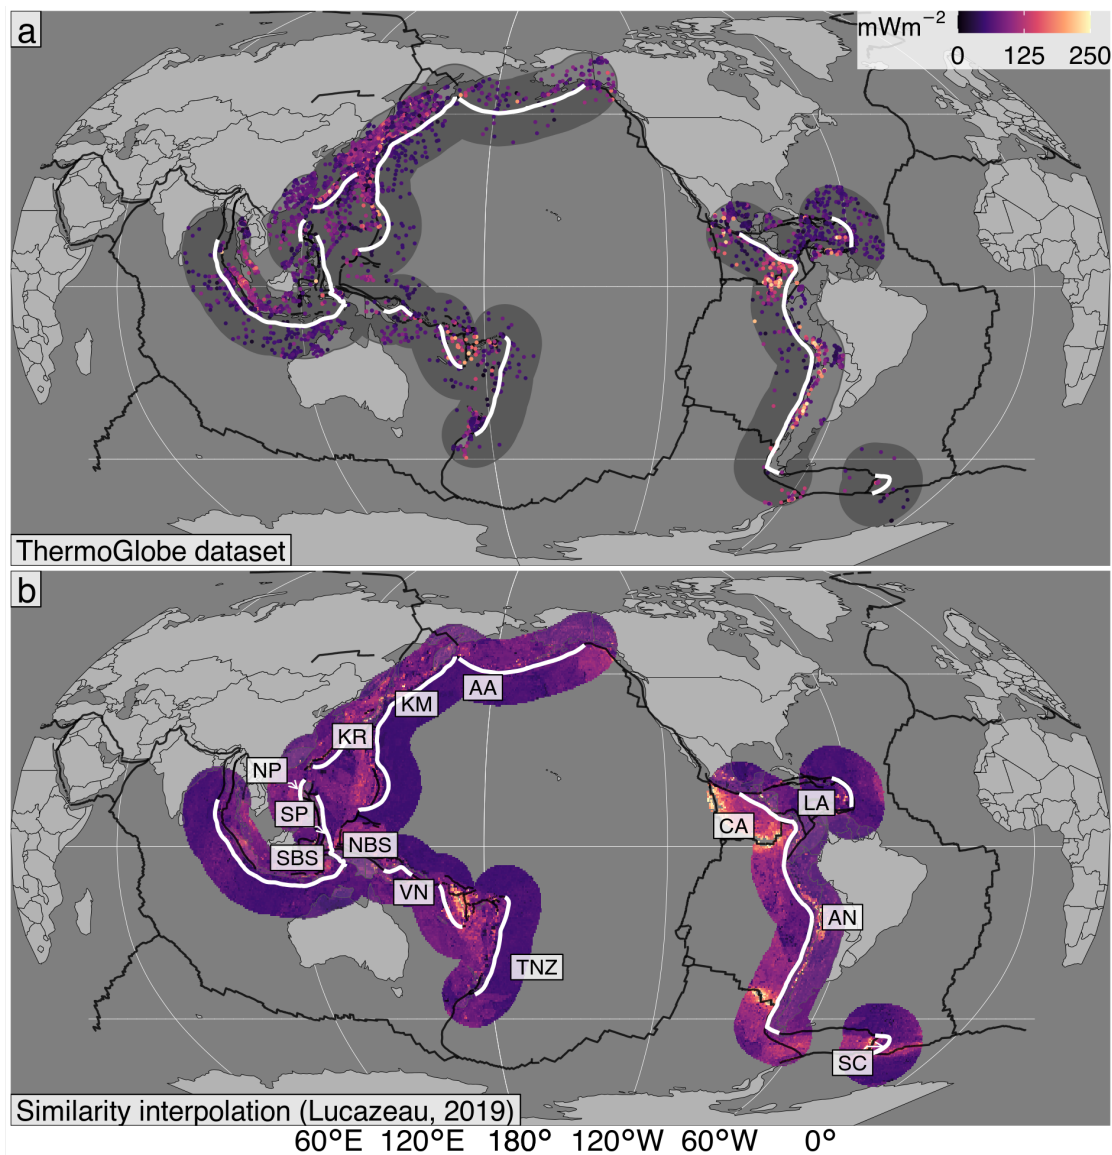 a
mWm−2
0 125 250
ThermoGlobe dataset
b
AA
KM
KR
NP
SP
LA
CA
NBS
SBS
VN
AN
TNZ
SC
Similarity interpolation (Lucazeau, 2019)
60°E 120°E 180° 120°W 60°W 0°